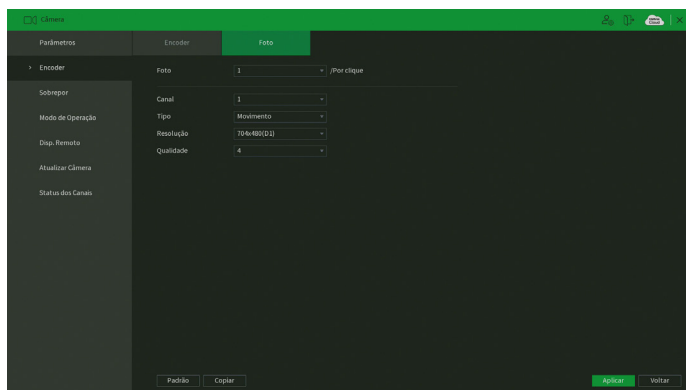 Câmera
Parâmetros
Encoder
Foto
> Encoder
Foto
1
/Por clique
Sobrepor
Canal
1
Modo de Operação
Tipo
Movimento
Resolução
704x480(D1)
Disp. Remoto
Qualidade
4
Atualizar Câmera
Status dos Canais
Padrão
Copiar
Aplicar
Voltar